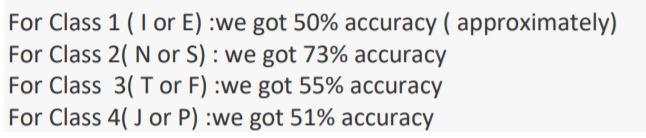 For Class 1 ( I or E) :we got 50% accuracy ( approximately)
For Class 2( N or S) : we got 73% accuracy
For Class  3( T or F) :we got 55% accuracy
For Class 4( J or P) :we got 51% accuracy